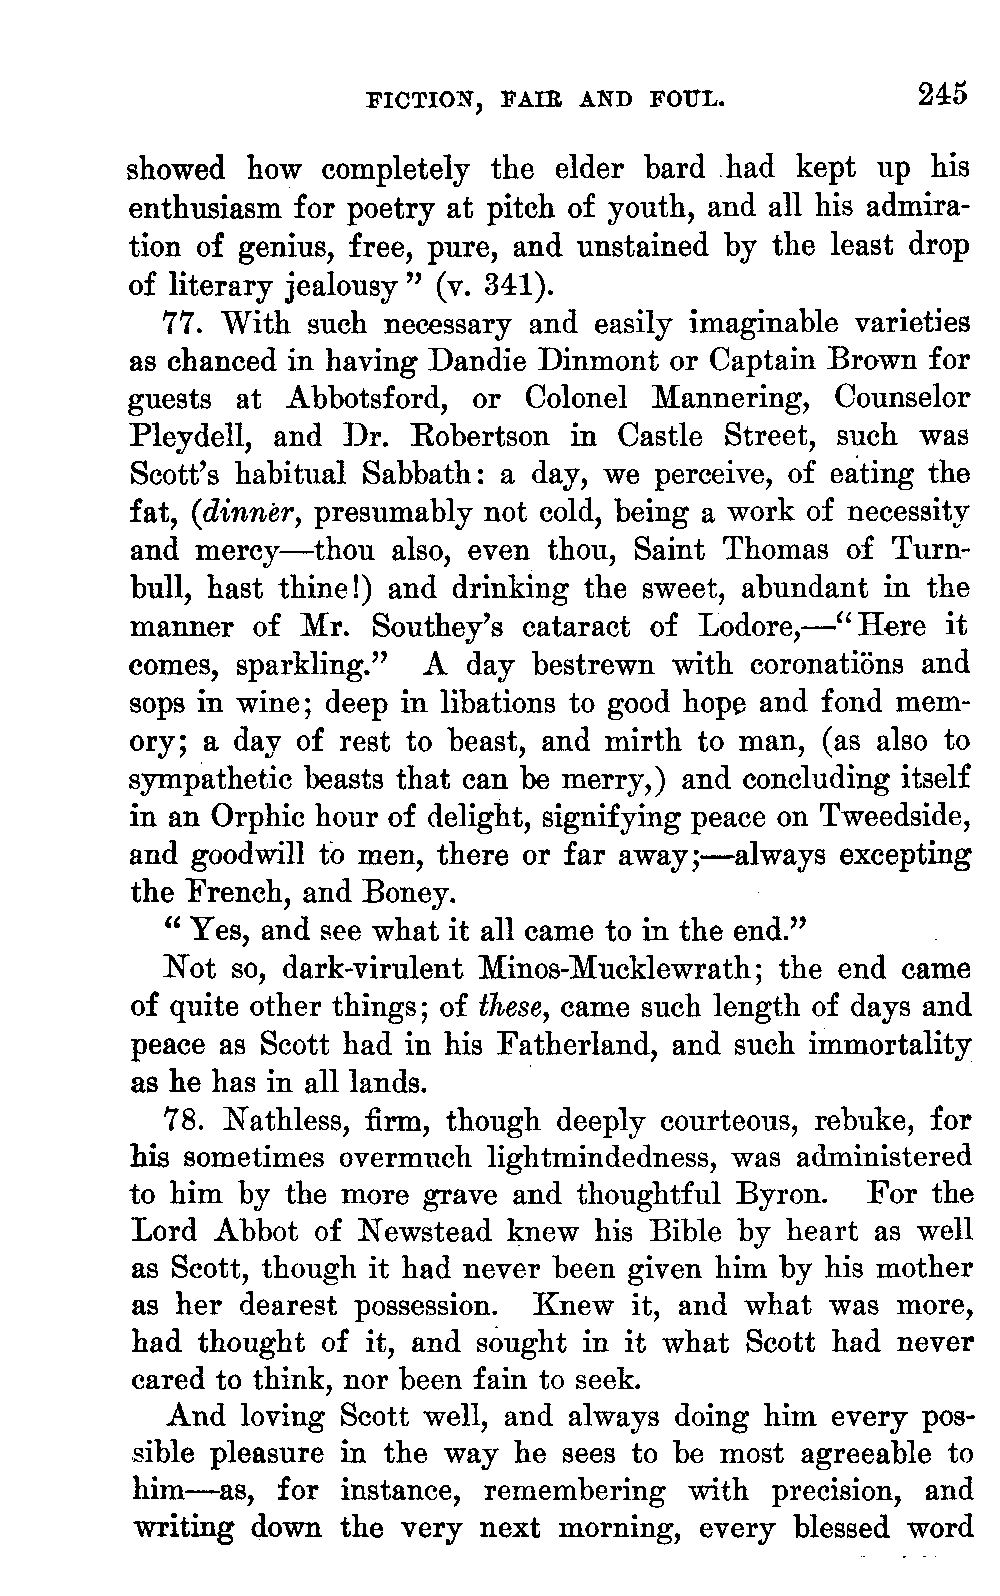 FICTION, FAIR AND FOUL. 245
showed how completely the elder bard had kept up his
enthusiasm for poetry at pitch of youth, and all his admira-
tion of genius, free, pure, and unstained by the least drop
of literary jealousy" (v. 341).
77. With such necessary and easily imaginable varieties
as chanced in having Dandie Dinmont or Captain Brown for
guests at Abbotsford, or Colonel Mannering, Counselor
Pleydell, and Dr. Robertson in Castle Street, such was
Scott's habitual Sabbath: a day, we perceive, of eating the
fat, (dinner, presumably not cold, being a work of necessity
and mercy—thou also, even thou, Saint Thomas of Turn-
bull, hast thine!) and drinking the sweet, abundant in the
manner of Mr. Southey's cataract of Lodore,—"Here it
comes, sparkling." A day bestrewn with coronatiöns and
sops in wine; deep in libations to good hope and fond mem-
ory; a day of rest to beast, and mirth to man, (as also to
sympathetic beasts that can be merry,) and concluding itself
in an Orphic hour of delight, signifying peace on Tweedside,
and goodwill to men, there or far away;—always excepting
the French, and Boney.
"Yes, and see what it all came to in the end."
Not so, dark-virulent Minos-Mucklewrath; the end came
of quite other things; of these, came such length of days and
peace as Scott had in his Fatherland, and such immortality
as he has in all lands.
78. Nathless, firm, though deeply courteous, rebuke, for
his sometimes overmuch lightmindedness, was administered
to him by the more grave and thoughtful Byron. For the
Lord Abbot of Newstead knew his Bible by heart as well
as Scott, though it had never been given him by his mother
as her dearest possession. Knew it, and what was more,
had thought of it, and sought in it what Scott had never
cared to think, nor been fain to seek.
And loving Scott well, and always doing him every pos-
sible pleasure in the way he sees to be most agreeable to
him—as, for instance, remembering with precision, and
writing down the very next morning, every blessed word